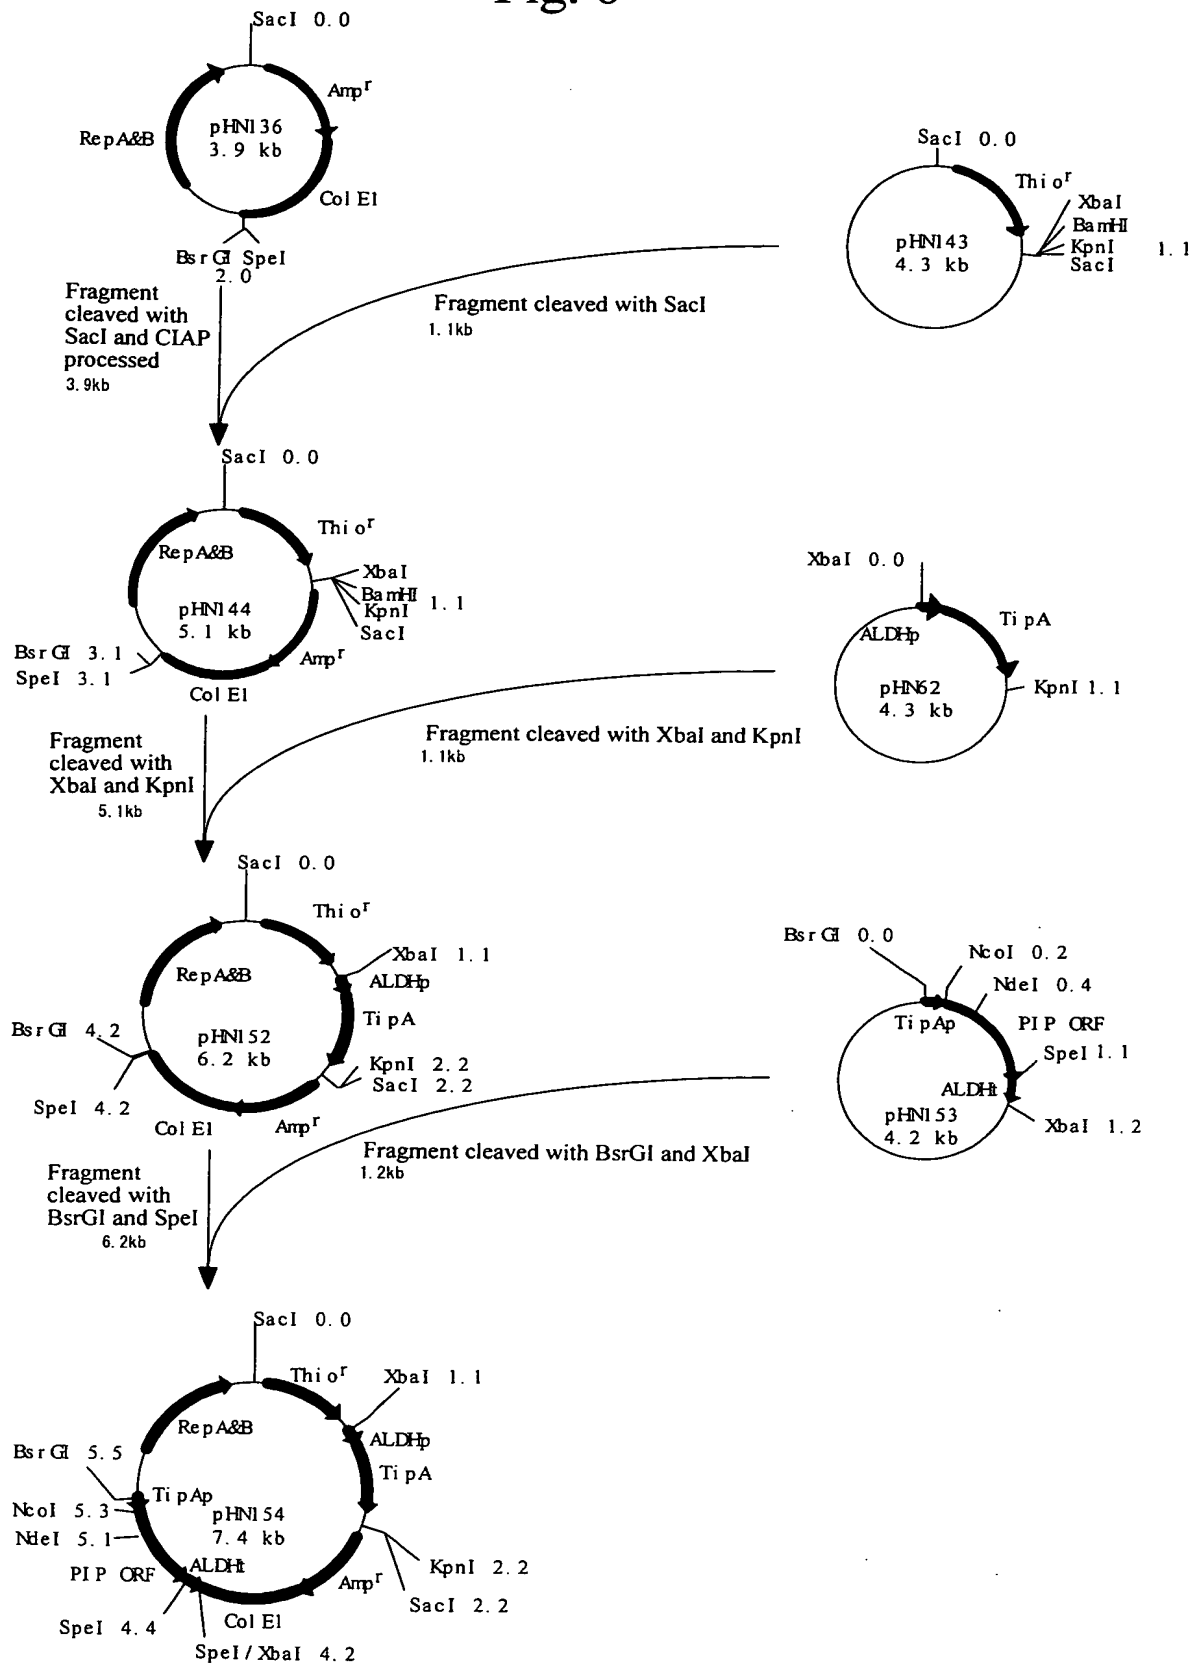 SacI 0.0
Ampr
RepA&B
pHN136
3.9 kb
Col E1
BsrGI SpeI
2.0
SacI 0.0
Thior
XbaI
BamHI
KpnI 1.1
SacI
pHN143
4.3 kb
Fragment
cleaved with
SacI and CIAP
processed
3.9kb
Fragment cleaved with SacI
1.1kb
SacI 0.0
Thior
RepA&B
XbaI
BamHI
KpnI 1.1
SacI
pHN144
5.1 kb
BsrGI 3.1
SpeI 3.1
Ampr
Col E1
XbaI 0.0
ALDHp
TipA
pHN62
4.3 kb
KpnI 1.1
Fragment
cleaved with
XbaI and KpnI
5.1kb
Fragment cleaved with XbaI and KpnI
1.1kb
SacI 0.0
Thior
XbaI 1.1
RepA&B
ALDHp
TipA
BsrGI 4.2
pHN152
6.2 kb
KpnI 2.2
SacI 2.2
SpeI 4.2
Col E1
Ampr
BsrGI 0.0
NcoI 0.2
NdeI 0.4
TipAp
PIP ORF
SpeI 1.1
ALDHt
pHN153
4.2 kb
XbaI 1.2
Fragment
cleaved with
BsrGI and SpeI
6.2kb
Fragment cleaved with BsrGI and XbaI
1.2kb
SacI 0.0
Thior
XbaI 1.1
RepA&B
ALDHp
BsrGI 5.5
TipA
TipAp
NcoI 5.3
pHN154
NdeI 5.1
7.4 kb
PIP ORF
ALDHt
KpnI 2.2
Ampr
SacI 2.2
SpeI 4.4
Col E1
SpeI/XbaI 4.2